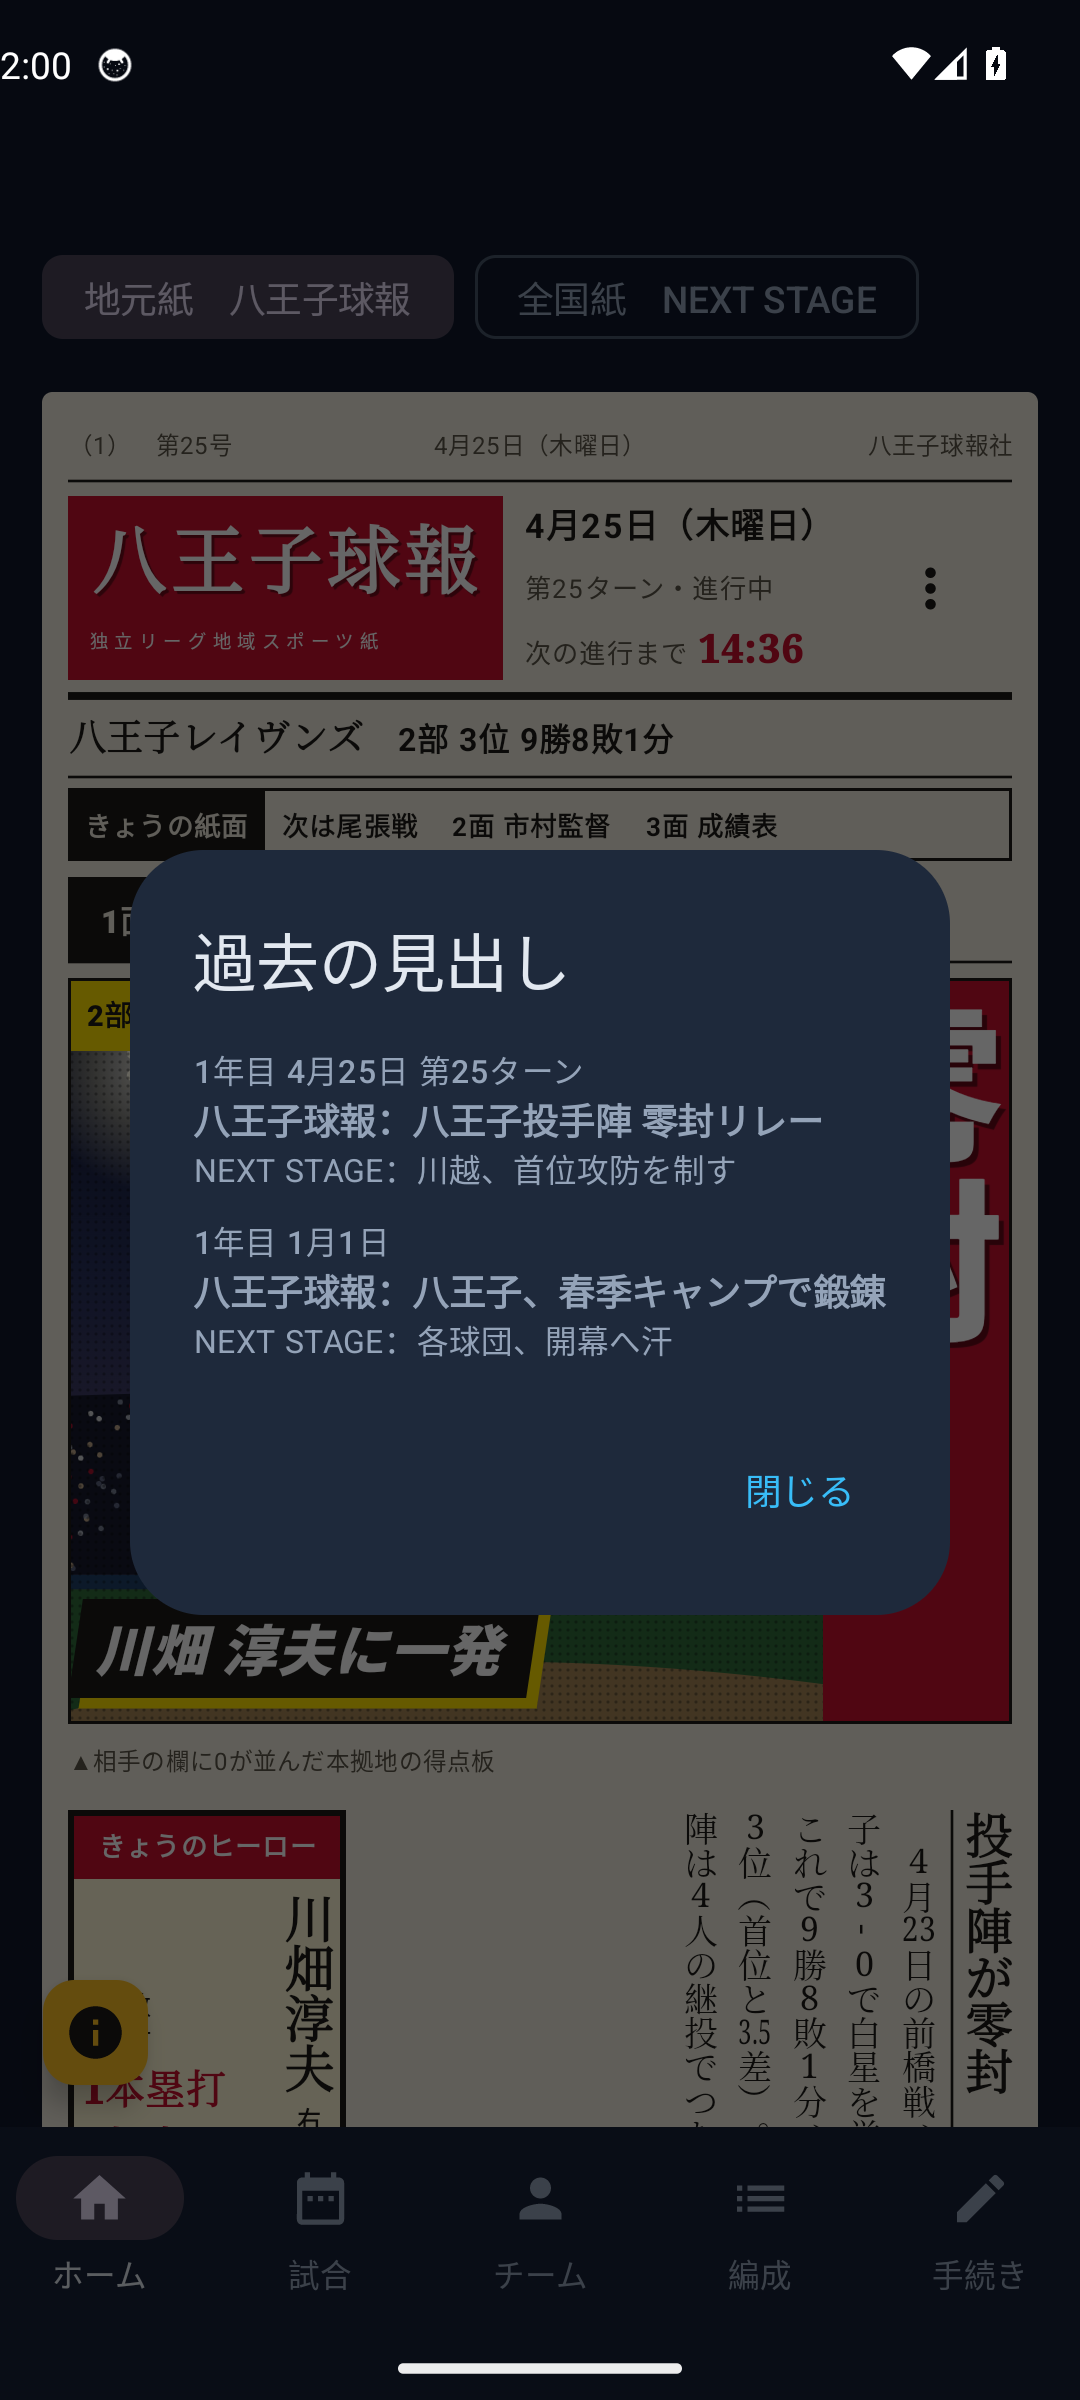 2:00
地元紙 八王子球報
全国紙 NEXT STAGE
(1) 第25号 4月25日（木曜日） 八王子球報社
八王子球報
独立リーグ地域スポーツ紙
4月25日（木曜日）
第25ターン・進行中
次の進行まで 14:36
八王子レイヴンズ 2部 3位 9勝8敗1分
きょうの紙面 次は尾張戦 2面 市村監督 3面 成績表
2部
過去の見出し
1年目 4月25日 第25ターン
八王子球報：八王子投手陣 零封リレー
NEXT STAGE：川越、首位攻防を制す
1年目 1月1日
八王子球報：八王子、春季キャンプで鍛錬
NEXT STAGE：各球団、開幕へ汗
閉じる
川畑 淳夫に一発
▲相手の欄に0が並んだ本拠地の得点板
投手陣が零封
4月23日の前橋戦
子は3-0で白星を
これで9勝8敗1分
3位（首位と3.5差）。
陣は4人の継投でつ
きょうのヒーロー
川畑淳夫
右
1本塁打
ホーム
試合
チーム
編成
手続き